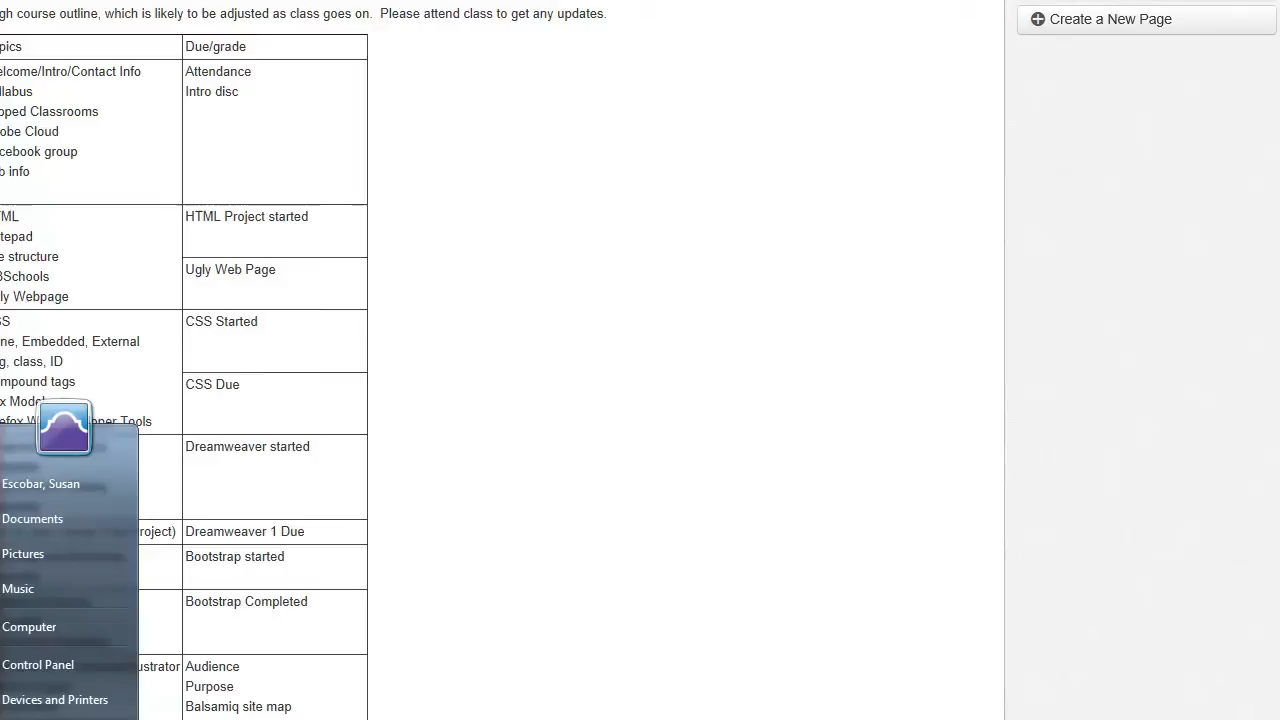 gh course outline, which is likely to be adjusted as class goes on.  Please attend class to get any updates.
Create a New Page
pics
Due/grade
elcome/Intro/Contact Info
llabus
pped Classrooms
obe Cloud
cebook group
b info
Attendance
Intro disc
TML
tepad
e structure
3Schools
ly Webpage
HTML Project started
Ugly Web Page
SS
ne, Embedded, External
g, class, ID
mpound tags
x Model
efox W
per Tools
CSS Started
CSS Due
Dreamweaver started
roject)
Dreamweaver 1 Due
Bootstrap started
Bootstrap Completed
ustrator
Audience
Purpose
Balsamiq site map
Escobar, Susan
Documents
Pictures
Music
Computer
Control Panel
Devices and Printers